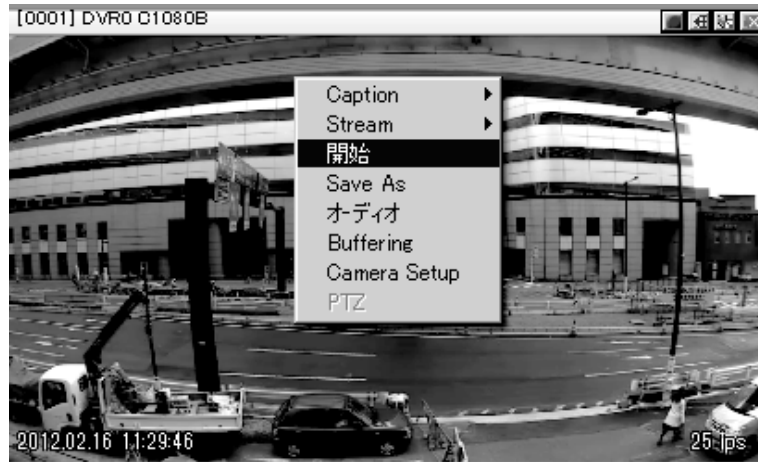 [0001] DVR0 C1080B
Caption
Stream
開始
Save As
オーディオ
Buffering
Camera Setup
PTZ
2012.02.16 11:29:46
25 ips